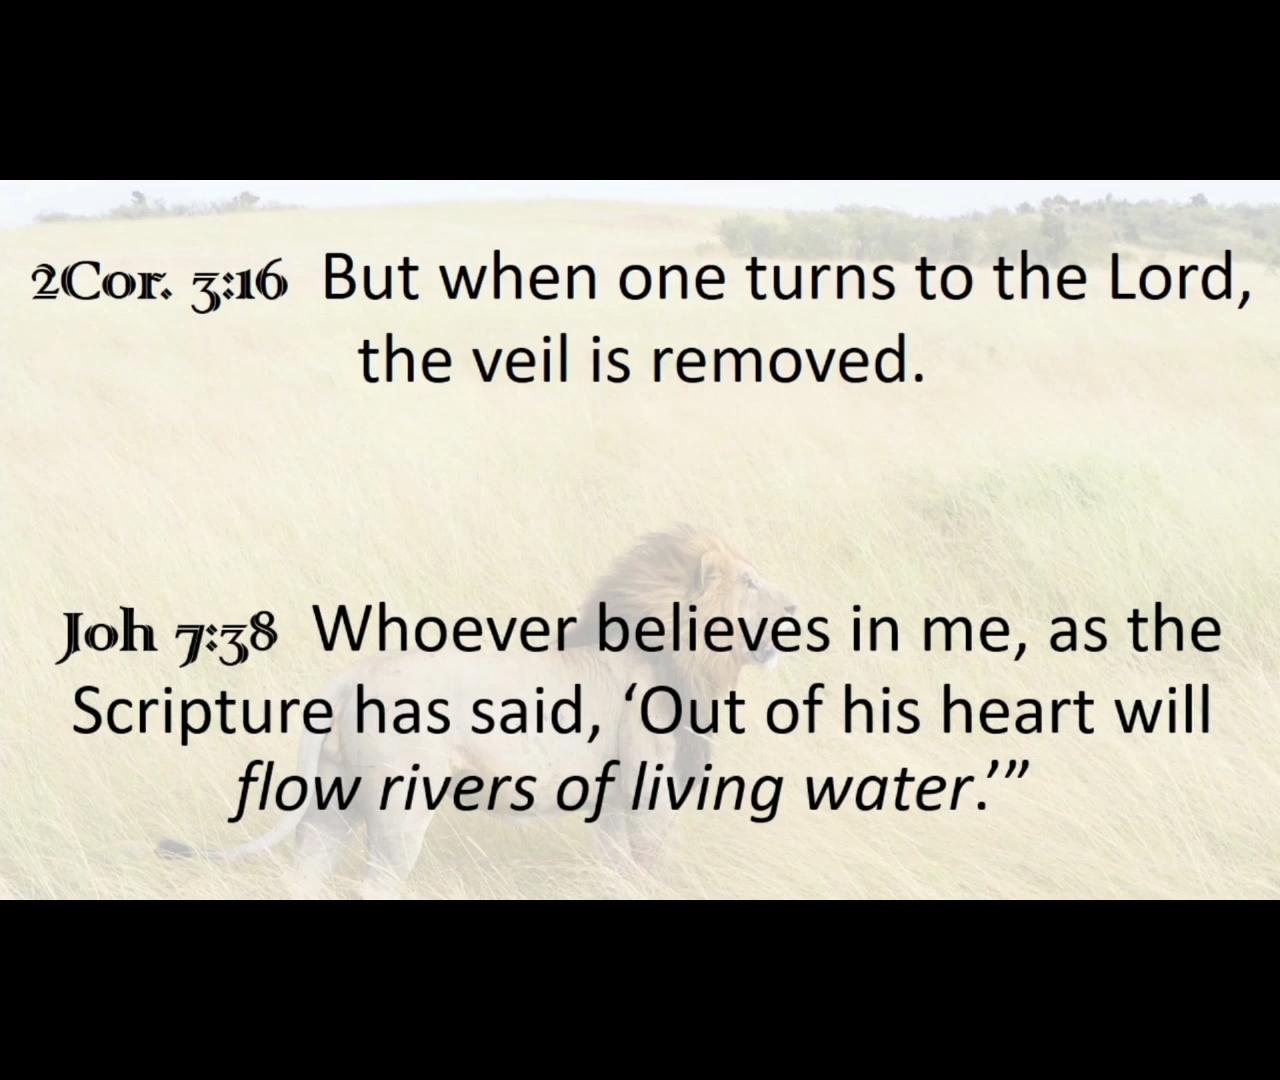 2Cor. 3:16 But when one turns to the Lord,
the veil is removed.
Joh 7:38 Whoever believes in me, as the
Scripture has said, ‘Out of his heart will
flow rivers of living water.’”